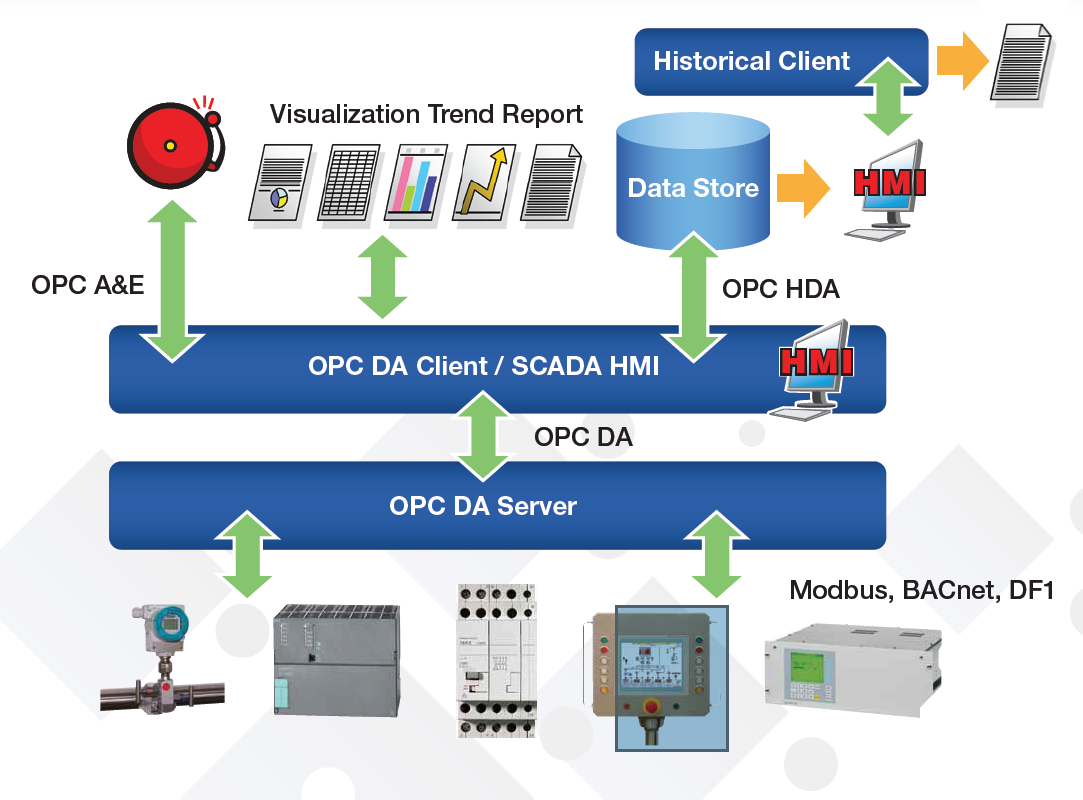 Historical Client
Visualization Trend Report
Data Store
HMI
OPC A&E
OPC HDA
OPC DA Client / SCADA HMI
HMI
OPC DA
OPC DA Server
Modbus, BACnet, DF1